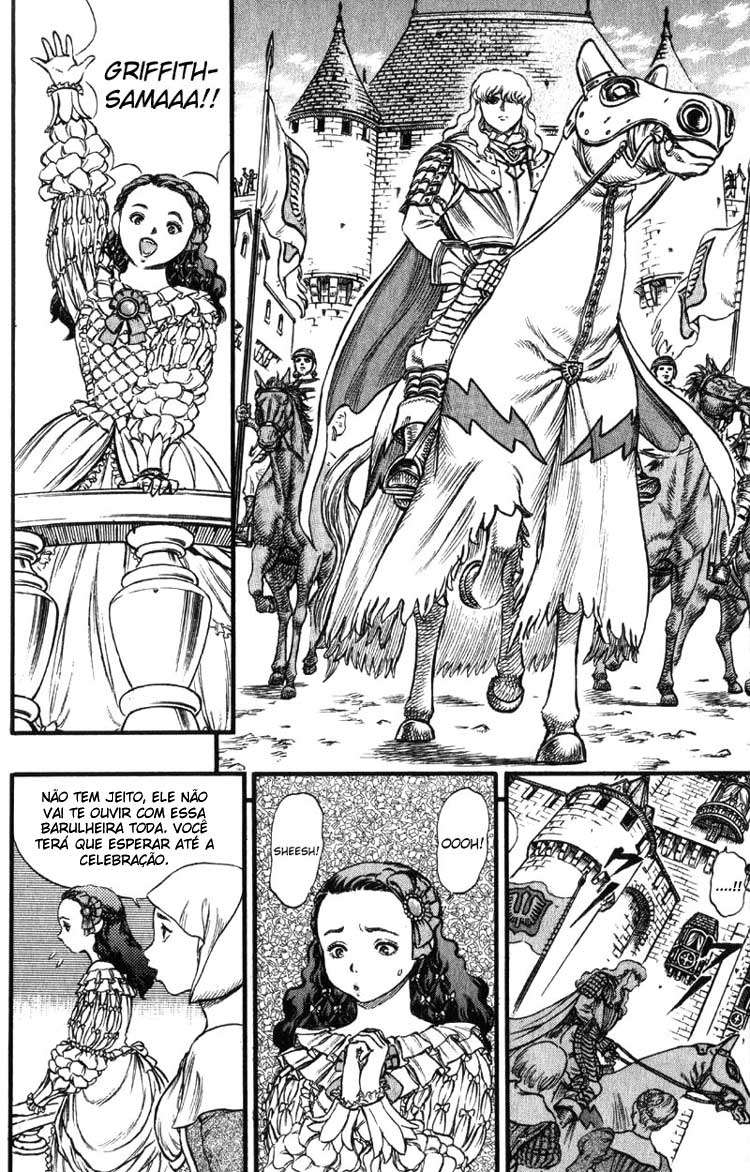 GRIFFITH-
SAMAAA!!
NÃO TEM JEITO, ELE NÃO
VAI TE OUVIR COM ESSA
BARULHEIRA TODA. VOCÊ
TERÁ QUE ESPERAR ATÉ A
CELEBRAÇÃO.
SHEESH!
OOOH!
....!!